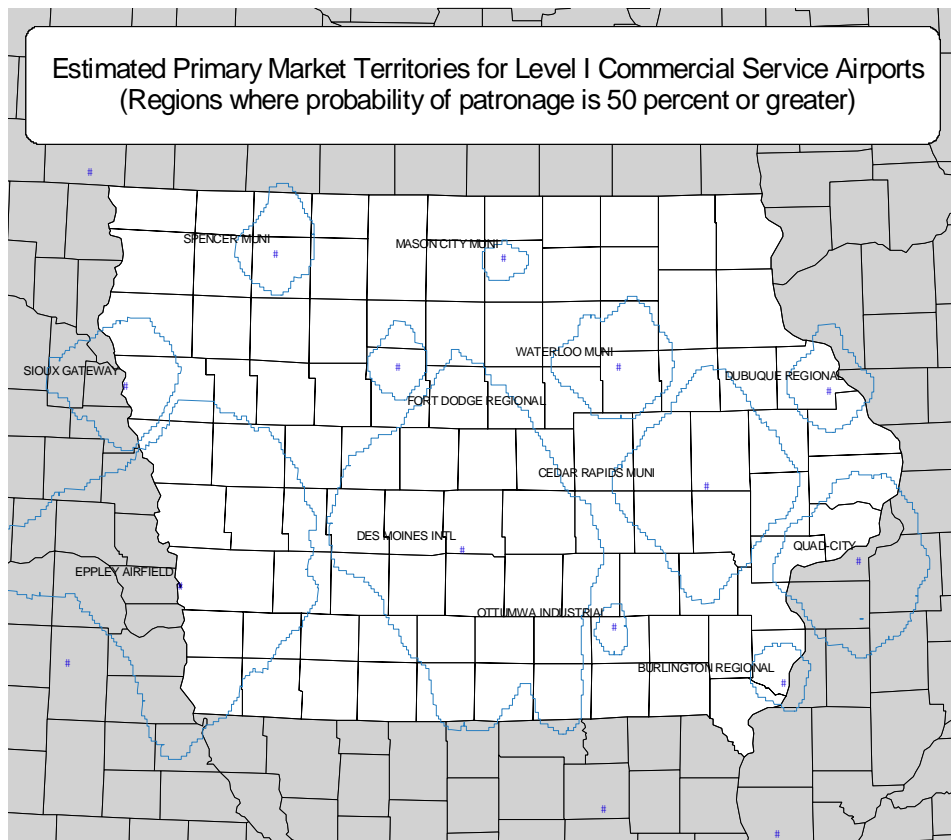 Estimated Primary Market Territories for Level I Commercial Service Airports
(Regions where probability of patronage is 50 percent or greater)
#
SPENCER MUNI
#
MASON CITY MUNI
#
WATERLOO MUNI
#
#
SIOUX GATEWAY
#
DUBUQUE REGIONAL
#
FORT DODGE REGIONAL
CEDAR RAPIDS MUNI
#
DES MOINES INTL
#
QUAD-CITY
#
EPPLEY AIRFIELD
#
OTTUMWA INDUSTRIAL
#
#
BURLINGTON REGIONAL
#
#
#